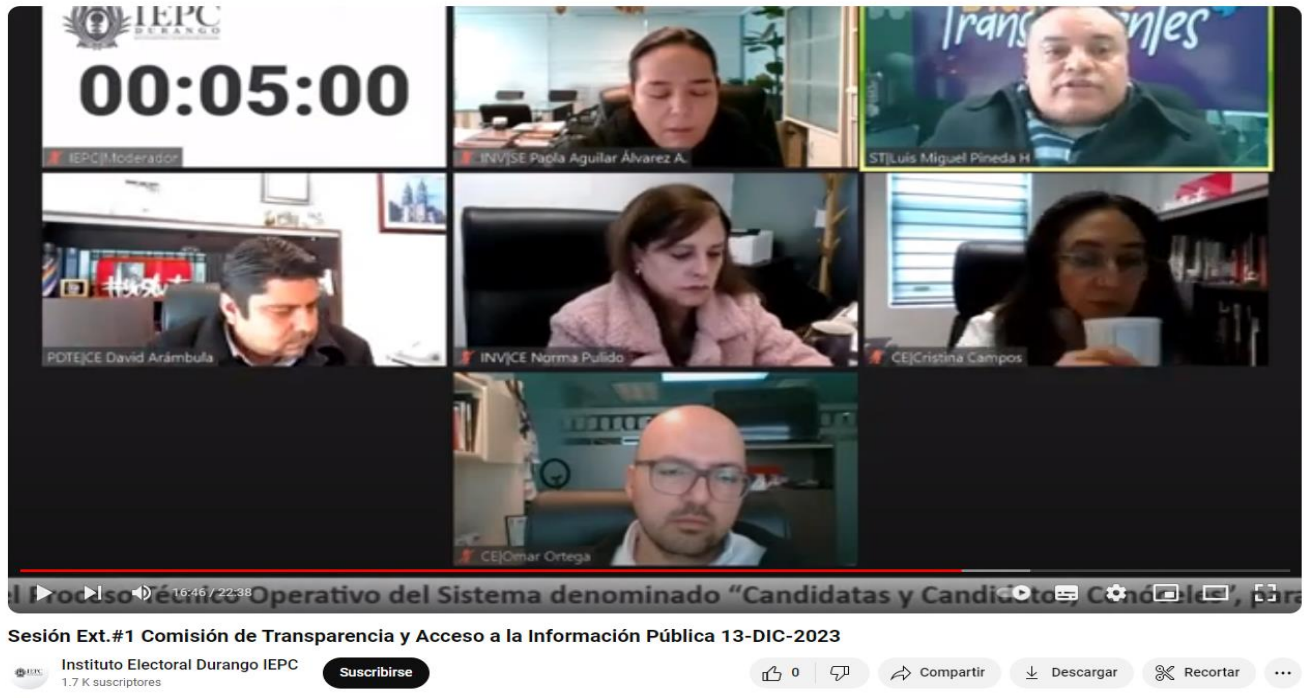 IEPC
DURANGO
00:05:00
IEPC|Moderador
INV|SE Paola Aguilar Álvarez A.
ST|Luis Miguel Pineda H
PDTE|CE David Arámbula
INV|CE Norma Pulido
CE|Cristina Campos
CE|Omar Ortega
el Proceso Técnico Operativo del Sistema denominado “Candidatas y Candidatos, Conóceles”, para
16:46 / 22:38
Sesión Ext.#1 Comisión de Transparencia y Acceso a la Información Pública 13-DIC-2023
Instituto Electoral Durango IEPC
1.7 K suscriptores
Suscribirse
0
Compartir
Descargar
Recortar